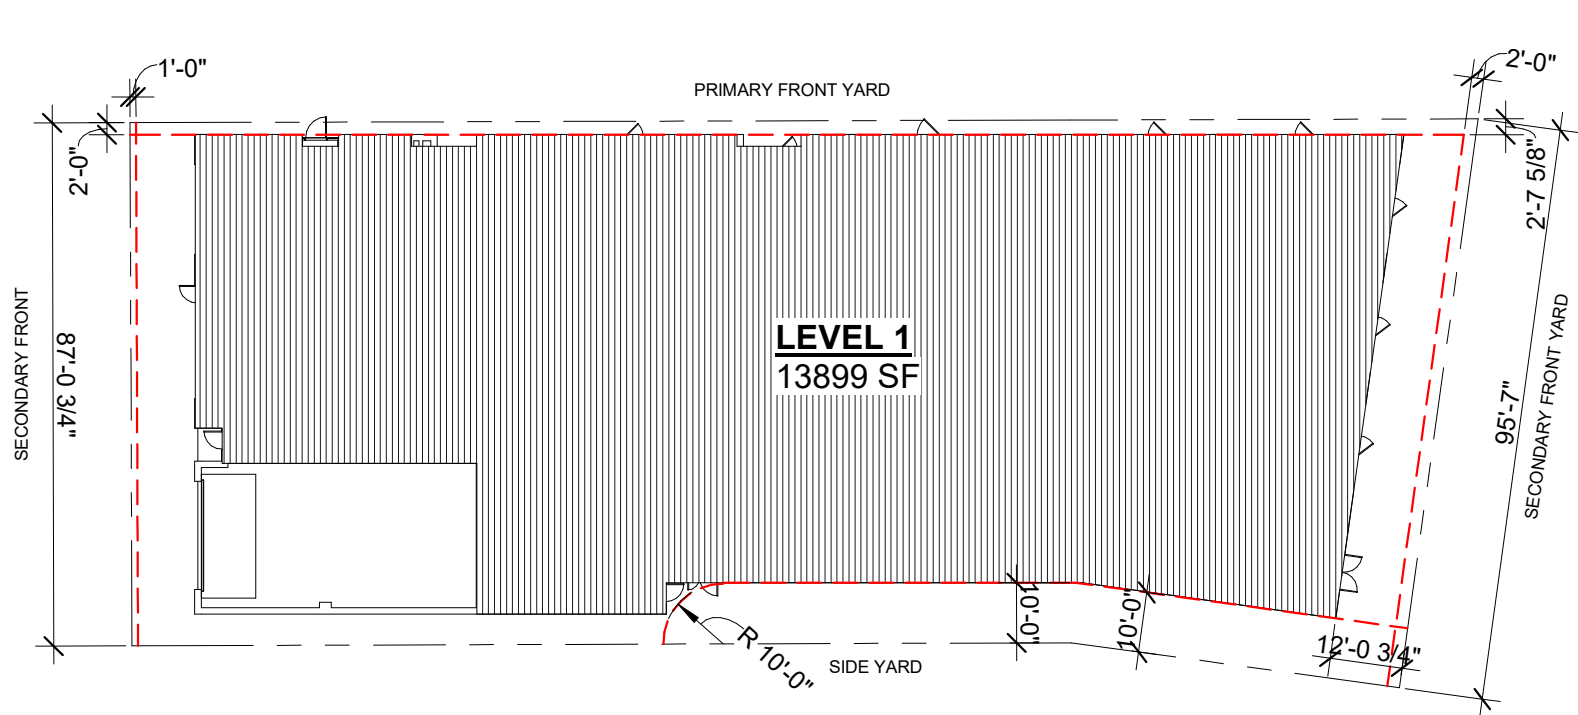 1'-0"
2'-0"
PRIMARY FRONT YARD
2'-0"
2'-7 5/8"
SECONDARY FRONT
87'-0 3/4"
LEVEL 1
13899 SF
95'-7"
SECONDARY FRONT YARD
10'-0"
10'-0"
R 10'-0"
12'-0 3/4"
SIDE YARD